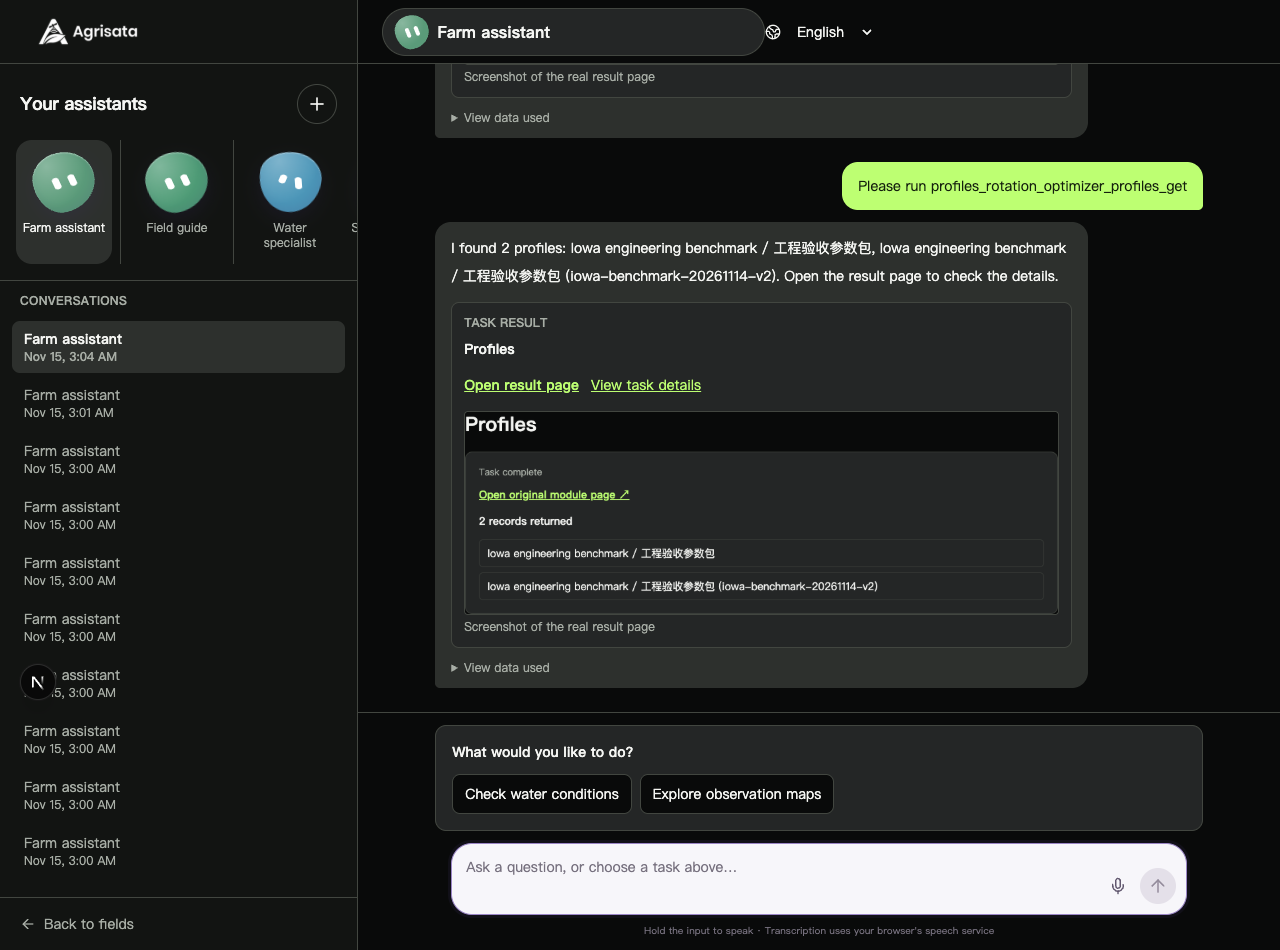 Agrisata
Your assistants
Farm assistant
Field guide
Water
specialist
S
CONVERSATIONS
Farm assistant
Nov 15, 3:04 AM
Farm assistant
Nov 15, 3:01 AM
Farm assistant
Nov 15, 3:00 AM
Farm assistant
Nov 15, 3:00 AM
Farm assistant
Nov 15, 3:00 AM
Farm assistant
Nov 15, 3:00 AM
N
assistant
15, 3:00 AM
Farm assistant
Nov 15, 3:00 AM
Farm assistant
Nov 15, 3:00 AM
Farm assistant
Nov 15, 3:00 AM
Back to fields
Farm assistant
English
Screenshot of the real result page
View data used
Please run profiles_rotation_optimizer_profiles_get
I found 2 profiles: Iowa engineering benchmark / 工程验收参数包, Iowa engineering benchmark
/ 工程验收参数包 (iowa-benchmark-20261114-v2). Open the result page to check the details.
TASK RESULT
Profiles
Open result page View task details
Profiles
Task complete
Open original module page ↗
2 records returned
Iowa engineering benchmark / 工程验收参数包
Iowa engineering benchmark / 工程验收参数包 (iowa-benchmark-20261114-v2)
Screenshot of the real result page
View data used
What would you like to do?
Check water conditions
Explore observation maps
Ask a question, or choose a task above…
Hold the input to speak · Transcription uses your browser's speech service